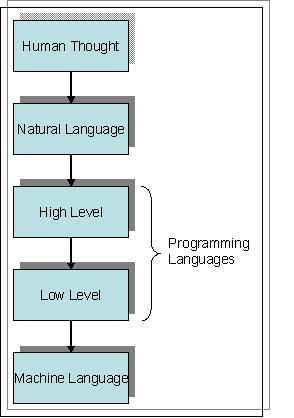 Human Thought
Natural Language
High Level
Programming
Languages
Low Level
Machine Language